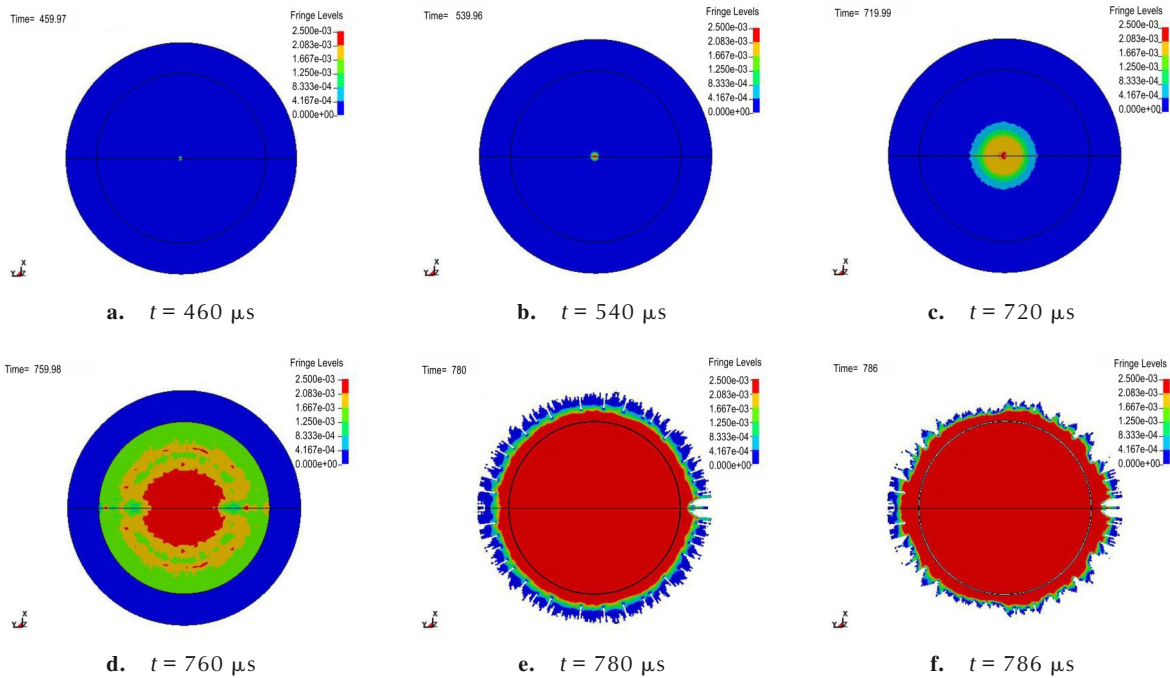 Time= 459.97
Fringe Levels
2.500e-03
2.083e-03
1.667e-03
1.250e-03
8.333e-04
4.167e-04
0.000e+00
X
Y Z
a. t = 460 μs
Time= 539.96
Fringe Levels
2.500e-03
2.083e-03
1.667e-03
1.250e-03
8.333e-04
4.167e-04
0.000e+00
X
Y Z
b. t = 540 μs
Time= 719.99
Fringe Levels
2.500e-03
2.083e-03
1.667e-03
1.250e-03
8.333e-04
4.167e-04
0.000e+00
X
Y Z
c. t = 720 μs
Time= 759.98
Fringe Levels
2.500e-03
2.083e-03
1.667e-03
1.250e-03
8.333e-04
4.167e-04
0.000e+00
X
Y Z
d. t = 760 μs
Time= 780
Fringe Levels
2.500e-03
2.083e-03
1.667e-03
1.250e-03
8.333e-04
4.167e-04
0.000e+00
X
Y Z
e. t = 780 μs
Time= 786
Fringe Levels
2.500e-03
2.083e-03
1.667e-03
1.250e-03
8.333e-04
4.167e-04
0.000e+00
X
Y Z
f. t = 786 μs